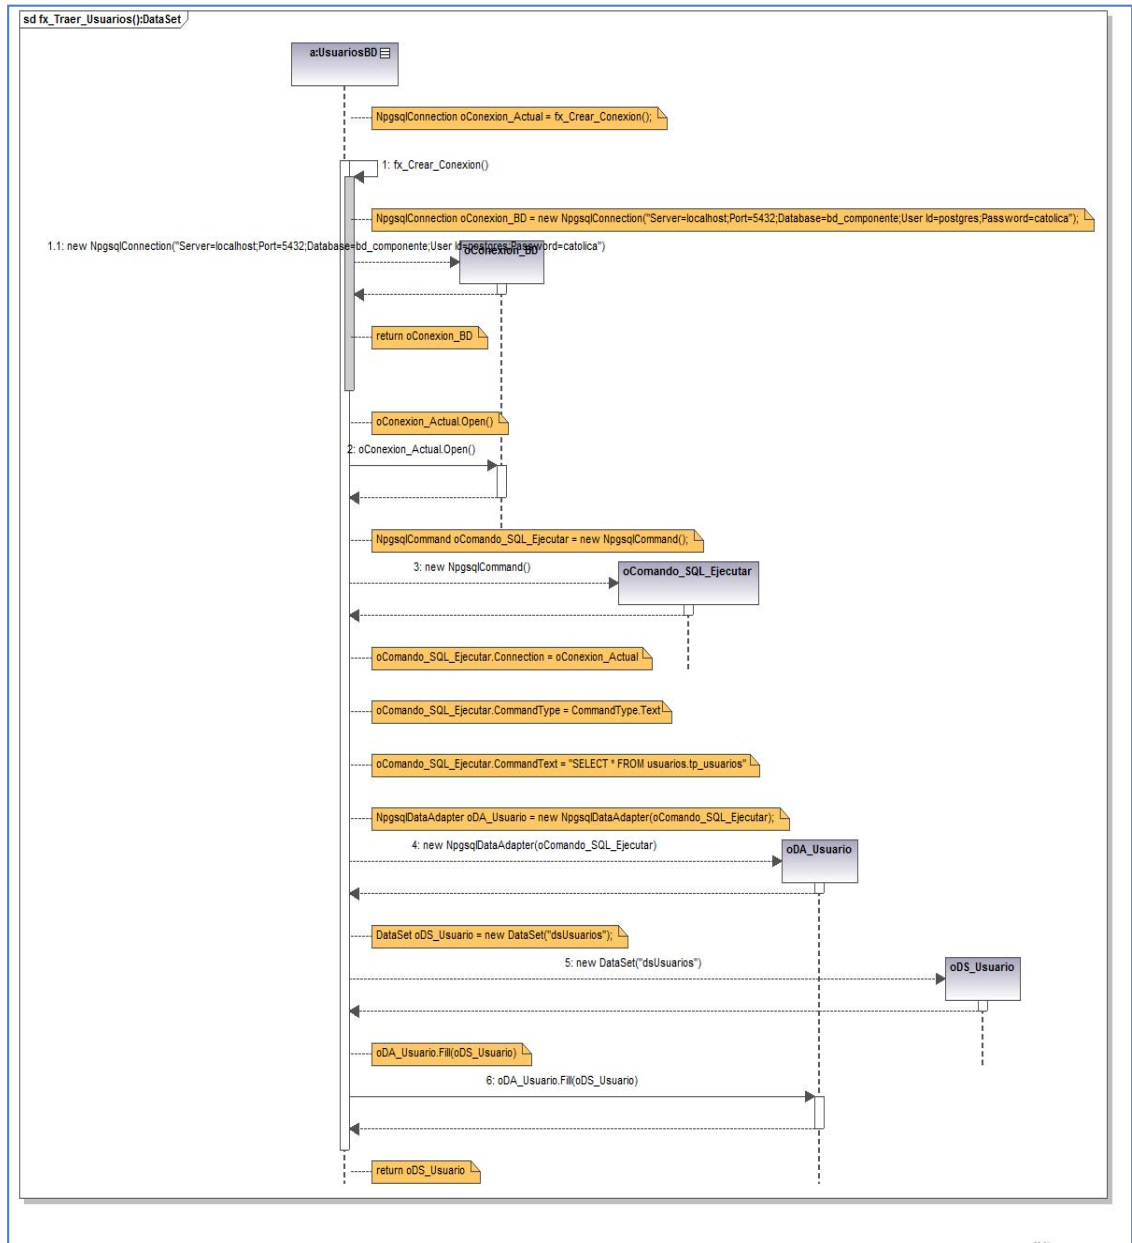 sd fx_Traer_Usuarios():DataSet
a:UsuariosBD
NpgsqlConnection oConexion_Actual = fx_Crear_Conexion();
1: fx_Crear_Conexion()
NpgsqlConnection oConexion_BD = new NpgsqlConnection("Server=localhost;Port=5432;Database=bd_componente;User Id=postgres;Password=catolica");
1.1: new NpgsqlConnection("Server=localhost;Port=5432;Database=bd_componente;User Id=postgres;Password=catolica")
oConexion_BD
return oConexion_BD
oConexion_Actual.Open()
2: oConexion_Actual.Open()
NpgsqlCommand oComando_SQL_Ejecutar = new NpgsqlCommand();
3: new NpgsqlCommand()
oComando_SQL_Ejecutar
oComando_SQL_Ejecutar.Connection = oConexion_Actual
oComando_SQL_Ejecutar.CommandType = CommandType.Text
oComando_SQL_Ejecutar.CommandText = "SELECT * FROM usuarios.tp_usuarios"
NpgsqlDataAdapter oDA_Usuario = new NpgsqlDataAdapter(oComando_SQL_Ejecutar);
4: new NpgsqlDataAdapter(oComando_SQL_Ejecutar)
oDA_Usuario
DataSet oDS_Usuario = new DataSet("dsUsuarios");
5: new DataSet("dsUsuarios")
oDS_Usuario
oDA_Usuario.Fill(oDS_Usuario)
6: oDA_Usuario.Fill(oDS_Usuario)
return oDS_Usuario